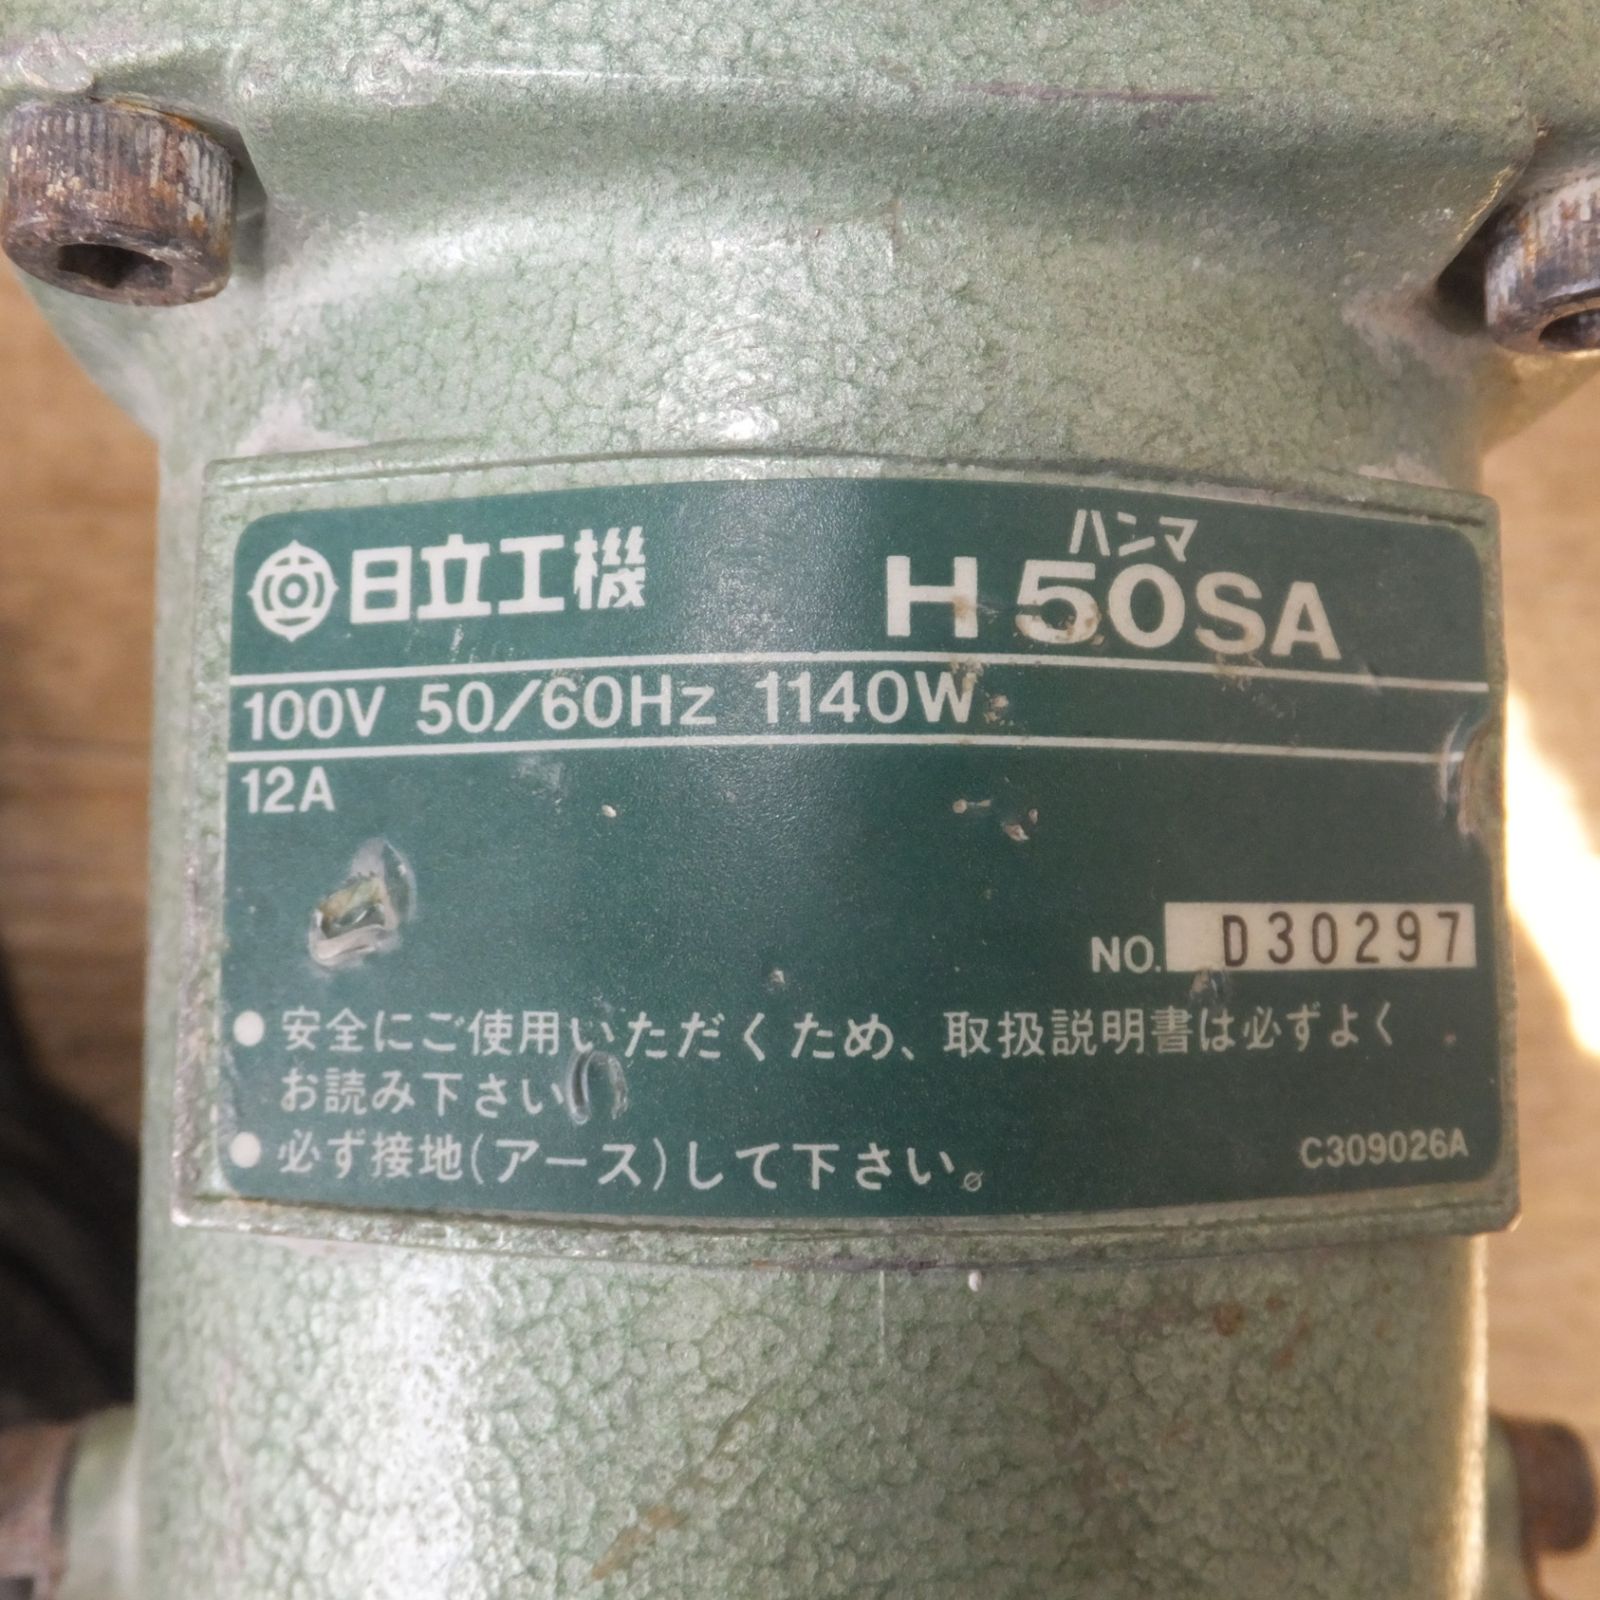 日立工機
ハンマ
H50SA
100V 50/60Hz 1140W
12A
NO. D30297
● 安全にご使用いただくため、取扱説明書は必ずよく
お読み下さい
● 必ず接地(アース)して下さい。
C309026A